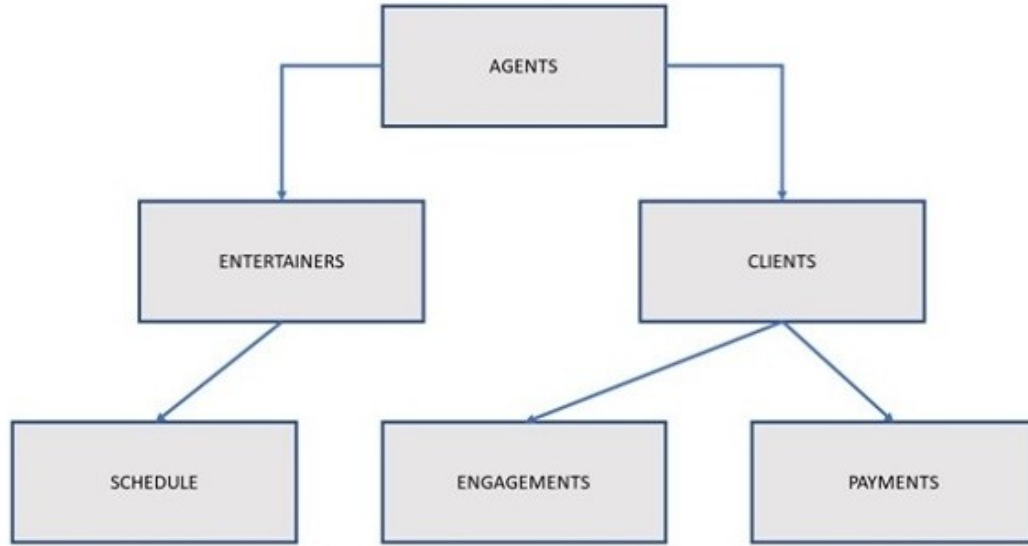 AGENTS
ENTERTAINERS
CLIENTS
SCHEDULE
ENGAGEMENTS
PAYMENTS